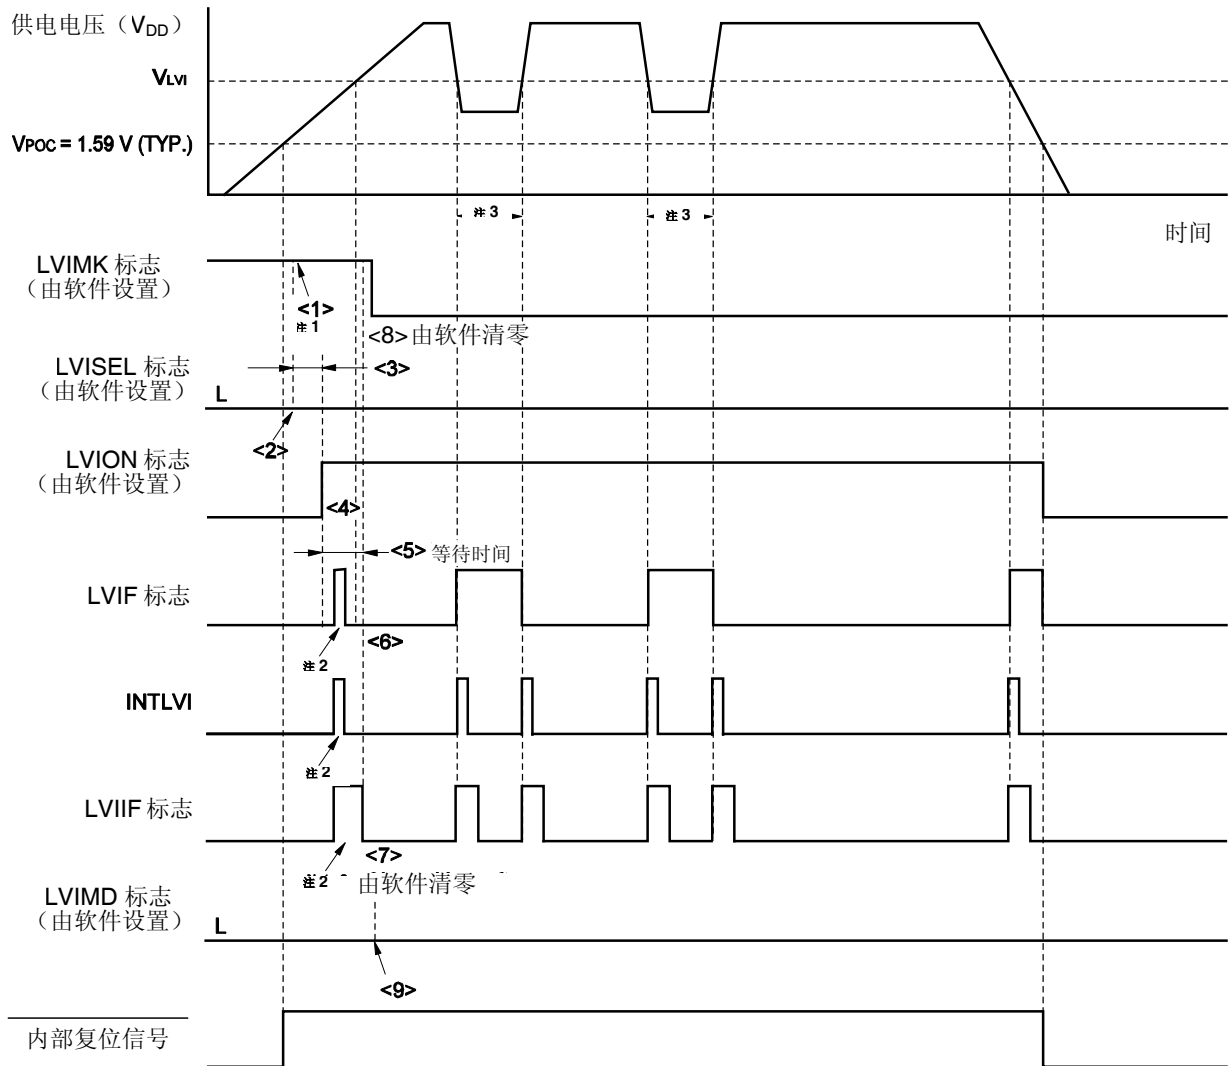 供电电压（VDD）
VLVI
VPOC = 1.59 V (TYP.)
注 3
注 3
时间
LVIMK 标志
（由软件设置）
<1>
注 1
<8> 由软件清零
LVISEL 标志
（由软件设置）
<3>
L
<2>
LVION 标志
（由软件设置）
<4>
<5> 等待时间
LVIF 标志
<6>
注 2
INTLVI
注 2
LVIIF 标志
<7>
注 2
由软件清零
LVIMD 标志
（由软件设置）
L
<9>
内部复位信号